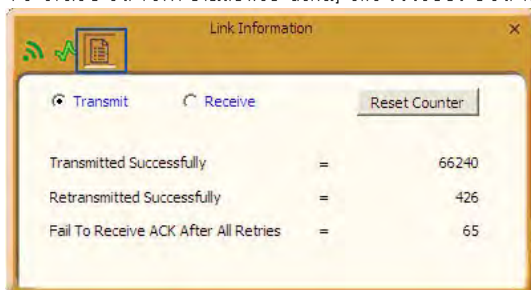 Link Information
Transmit Receive Reset Counter
Transmitted Successfully = 66240
Retransmitted Successfully = 426
Fail To Receive ACK After All Retries = 65